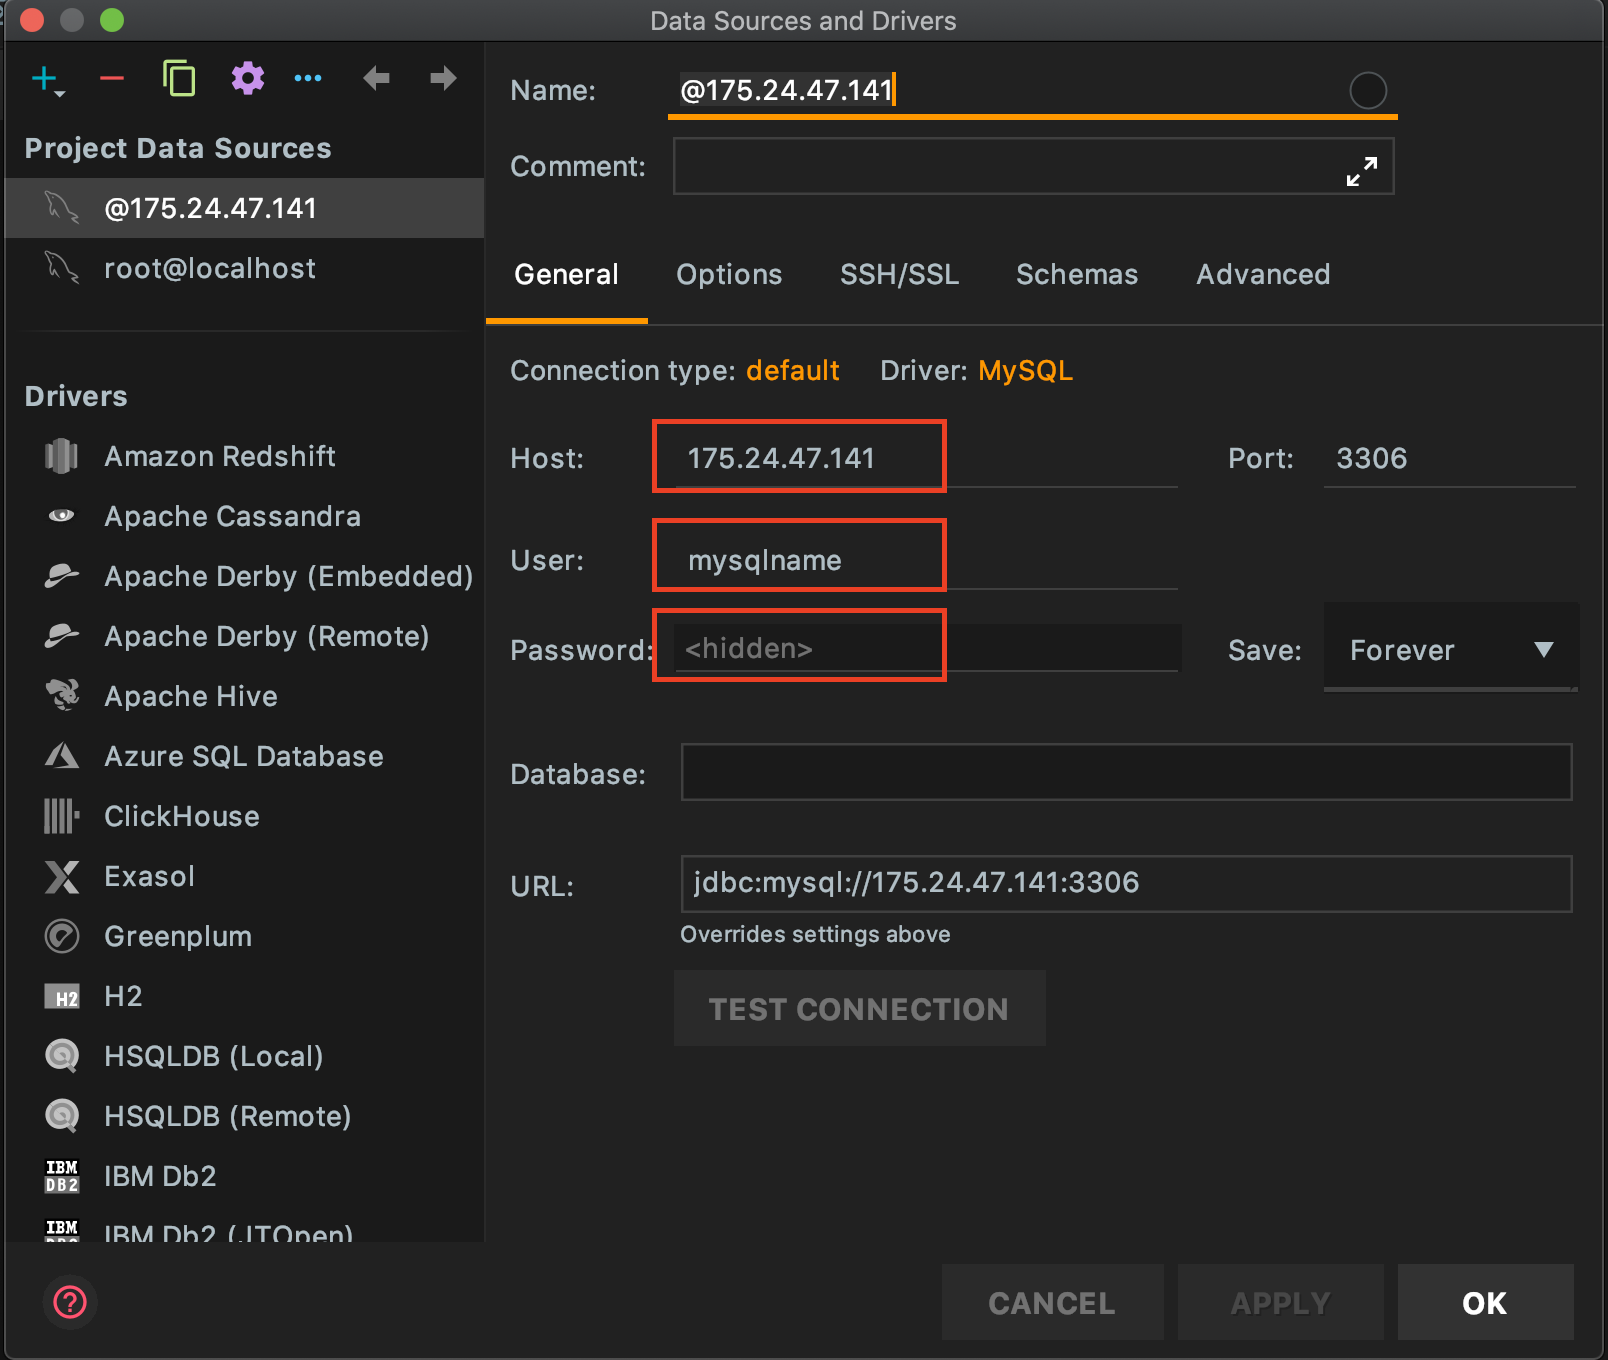 Data Sources and Drivers
Project Data Sources
@175.24.47.141
root@localhost
Drivers
Amazon Redshift
Apache Cassandra
Apache Derby (Embedded)
Apache Derby (Remote)
Apache Hive
Azure SQL Database
ClickHouse
Exasol
Greenplum
H2 H2
HSQLDB (Local)
HSQLDB (Remote)
IBM DB2 IBM Db2
IBM DB2 IBM Db2 (JTOpen)
Name: @175.24.47.141
Comment:
General Options SSH/SSL Schemas Advanced
Connection type: default Driver: MySQL
Host: 175.24.47.141 Port: 3306
User: mysqlname
Password: <hidden> Save: Forever
Database:
URL: jdbc:mysql://175.24.47.141:3306
Overrides settings above
TEST CONNECTION
? CANCEL APPLY OK